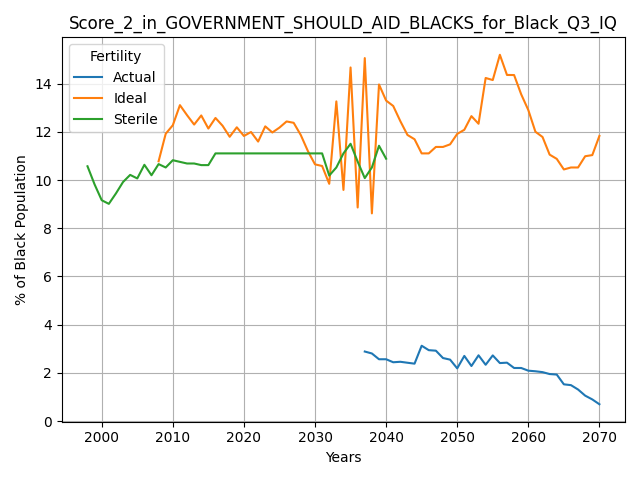 Score_2_in_GOVERNMENT_SHOULD_AID_BLACKS_for_Black_Q3_IQ
Fertility
Actual
Ideal
Sterile
14
12
10
8
6
4
2
0
% of Black Population
2000 2010 2020 2030 2040 2050 2060 2070
Years